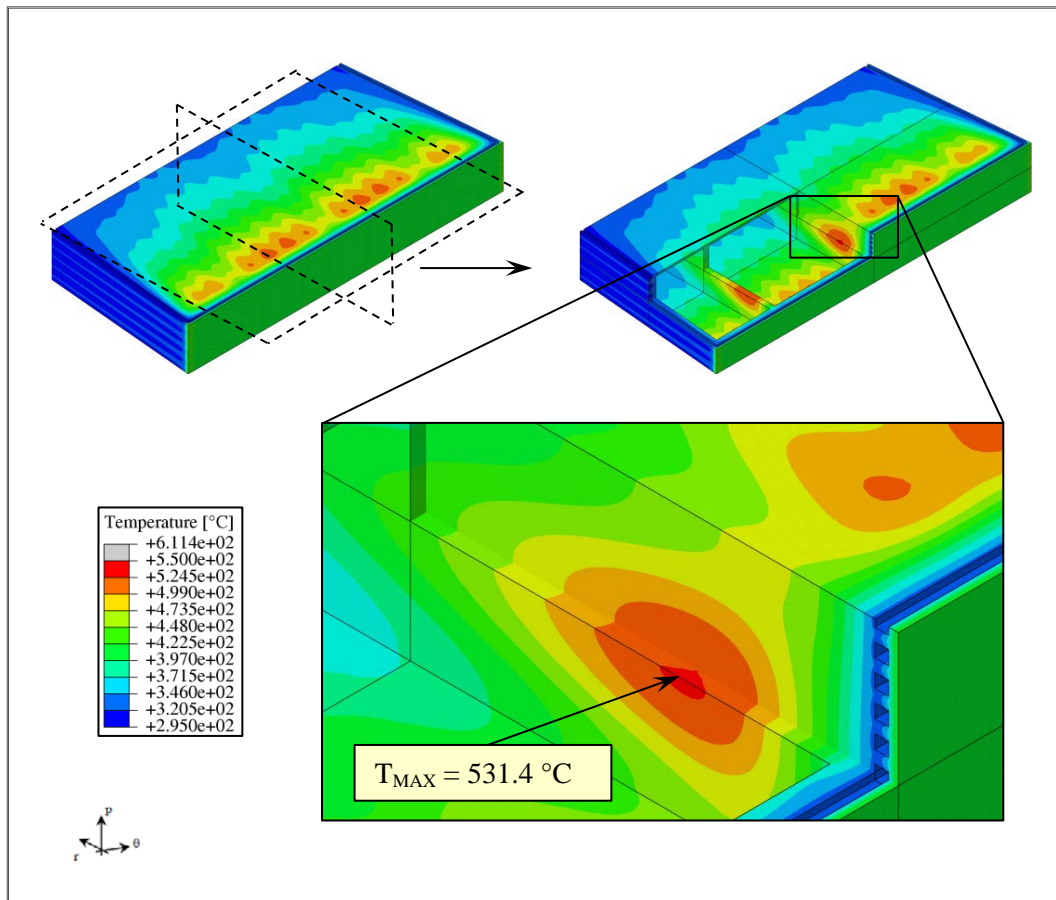 Temperature [°C]
+6.114e+02
+5.500e+02
+5.245e+02
+4.990e+02
+4.735e+02
+4.480e+02
+4.225e+02
+3.970e+02
+3.715e+02
+3.460e+02
+3.205e+02
+2.950e+02
TMAX = 531.4 °C
p
r
θ